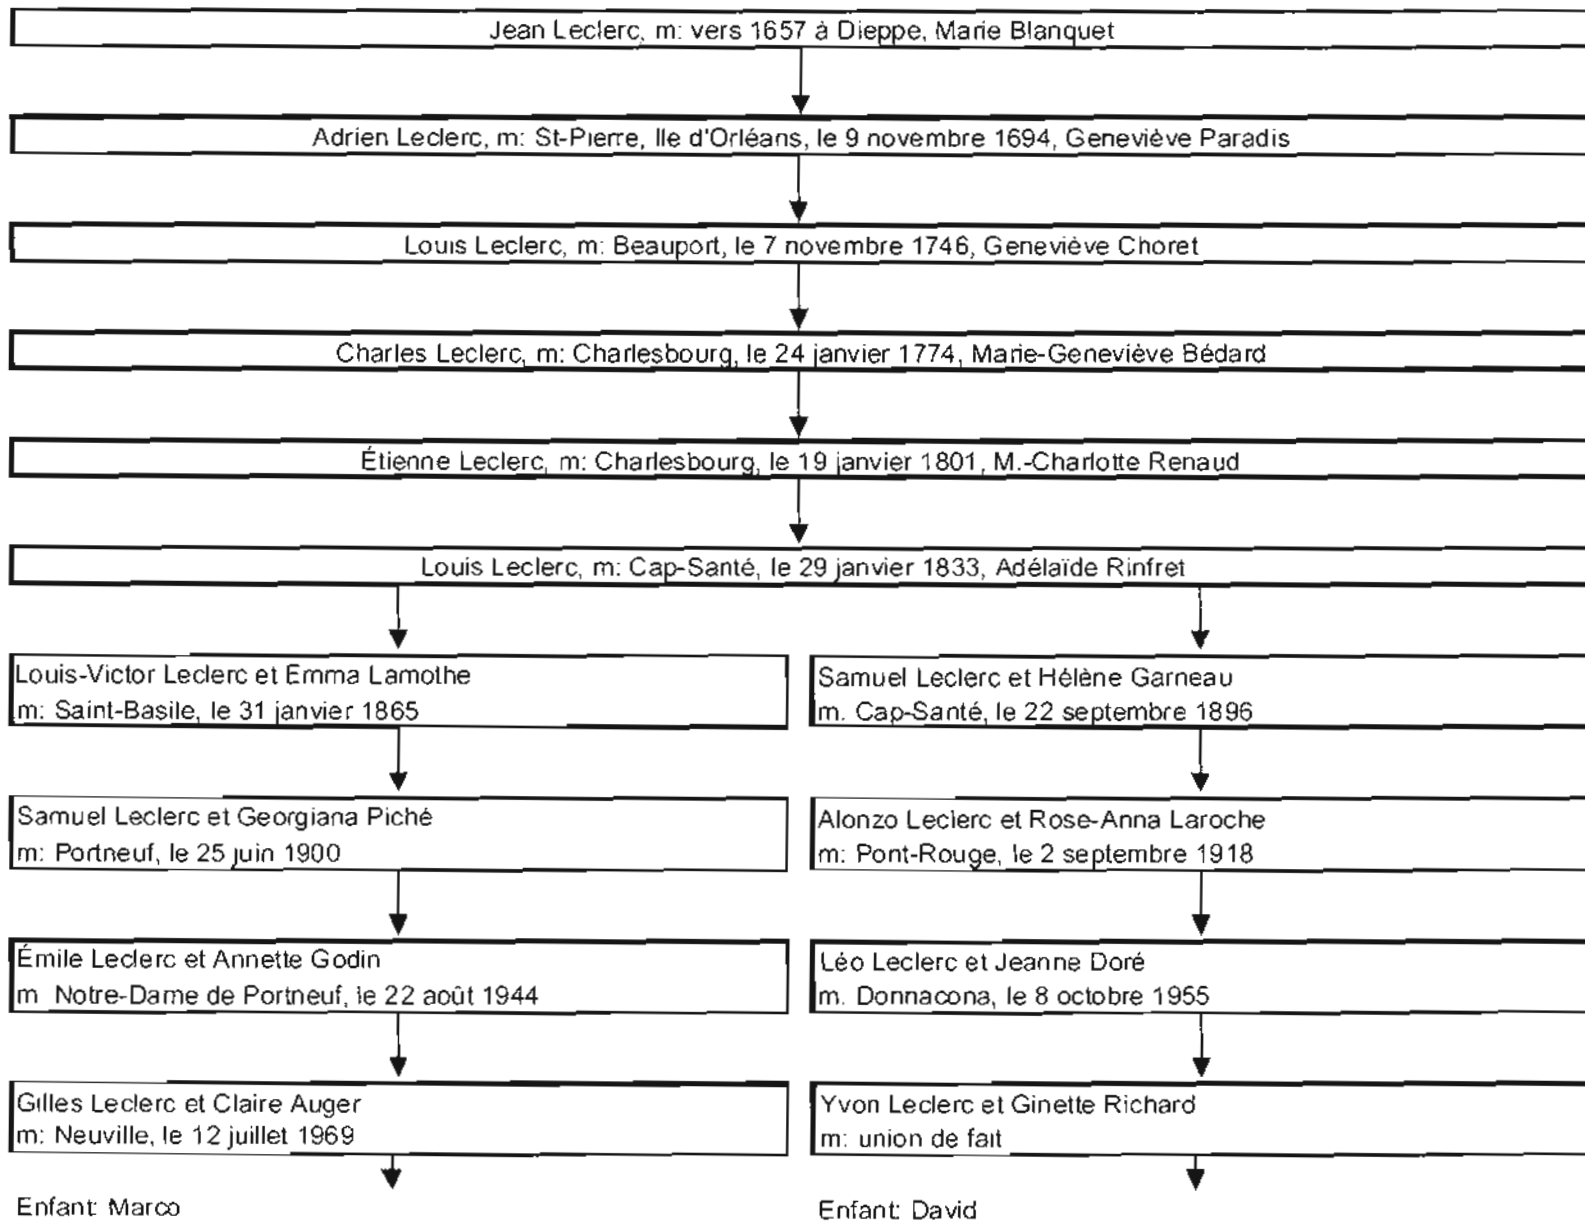 Jean Leclerc, m: vers 1657 à Dieppe, Marie Blanquet
Adrien Leclerc, m: St-Pierre, Ile d'Orléans, le 9 novembre 1694, Geneviève Paradis
Louis Leclerc, m: Beauport, le 7 novembre 1746, Geneviève Choret
Charles Leclerc, m: Charlesbourg, le 24 janvier 1774, Marie-Geneviève Bédard
Étienne Leclerc, m: Charlesbourg, le 19 janvier 1801, M.-Charlotte Renaud
Louis Leclerc, m: Cap-Santé, le 29 janvier 1833, Adélaïde Rinfret
Louis-Victor Leclerc et Emma Lamothe
m: Saint-Basile, le 31 janvier 1865
Samuel Leclerc et Hélène Garneau
m. Cap-Santé, le 22 septembre 1896
Samuel Leclerc et Georgiana Piché
m: Portneuf, le 25 juin 1900
Alonzo Leclerc et Rose-Anna Laroche
m: Pont-Rouge, le 2 septembre 1918
Émile Leclerc et Annette Godin
m Notre-Dame de Portneuf, le 22 août 1944
Léo Leclerc et Jeanne Doré
m. Donnacona, le 8 octobre 1955
Gilles Leclerc et Claire Auger
m: Neuville, le 12 juillet 1969
Yvon Leclerc et Ginette Richard
m: union de fait
Enfant: Marco
Enfant: David